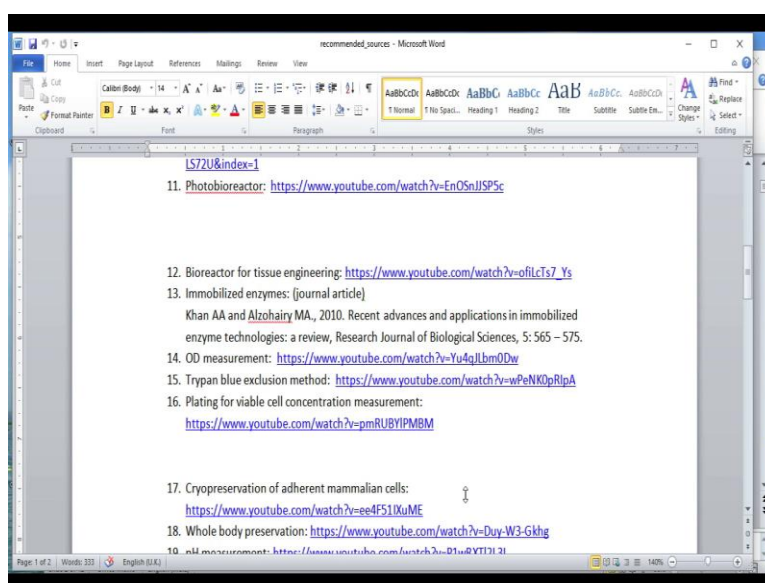 recommended_sources - Microsoft Word
File Home Insert Page Layout References Mailings Review View
Cut
Copy
Format Painter
Paste
Calibri (Body) 14
AaBbCcDc AaBbCcDc AaBbC AaBbCc AaB AaBbCc. AaBbCcDı
¶ Normal ¶ No Spaci... Heading 1 Heading 2 Title Subtitle Subtle Em...
Change Styles
Find
Replace
Select
Clipboard Font Paragraph Styles Editing
LS72U&index=1
11. Photobioreactor: https://www.youtube.com/watch?v=EnOSnJJSP5c
12. Bioreactor for tissue engineering: https://www.youtube.com/watch?v=ofiLcTs7_Ys
13. Immobilized enzymes: (journal article)
Khan AA and Alzohairy MA., 2010. Recent advances and applications in immobilized
enzyme technologies: a review, Research Journal of Biological Sciences, 5: 565 – 575.
14. OD measurement: https://www.youtube.com/watch?v=Yu4qJLbm0Dw
15. Trypan blue exclusion method: https://www.youtube.com/watch?v=wPeNK0pRIpA
16. Plating for viable cell concentration measurement:
https://www.youtube.com/watch?v=pmRUBYlPMBM
17. Cryopreservation of adherent mammalian cells:
https://www.youtube.com/watch?v=ee4F51IXuME
18. Whole body preservation: https://www.youtube.com/watch?v=Duy-W3-Gkhg
19. pH measurement:
Page: 1 of 2 Words: 333 English (U.K.) 140%